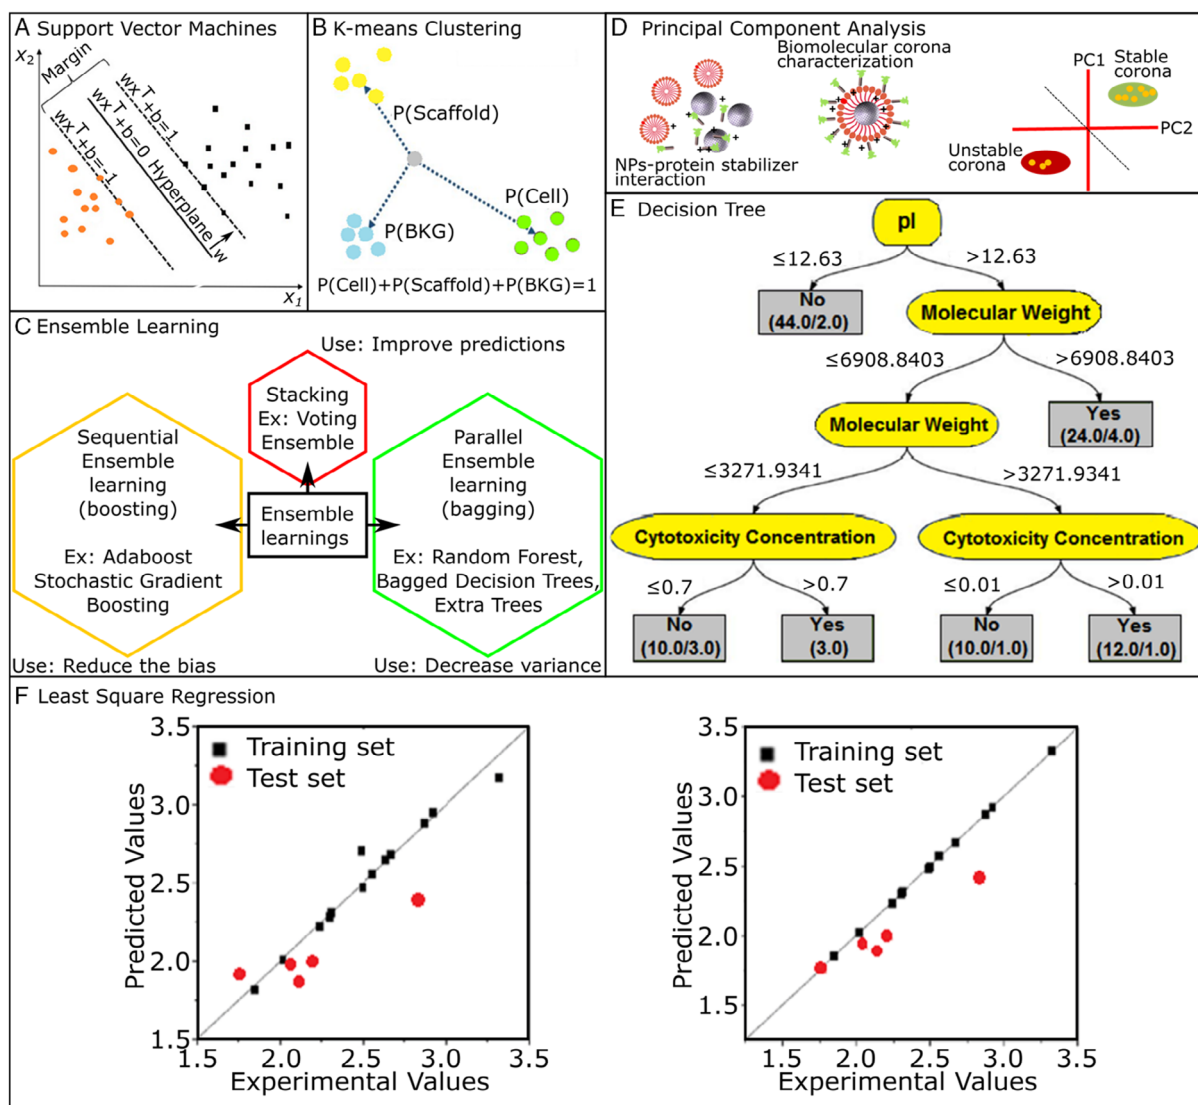 A Support Vector Machines
x₂
Margin
wxᵀ+b=1
wxᵀ+b=0 Hyperplane
wxᵀ+b=-1
w
x₁
B K-means Clustering
P(Scaffold)
P(Cell)
P(BKG)
P(Cell)+P(Scaffold)+P(BKG)=1
C Ensemble Learning
Use: Improve predictions
Stacking
Ex: Voting
Ensemble
Sequential
Ensemble
learning
(boosting)
Ex: Adaboost
Stochastic Gradient
Boosting
Use: Reduce the bias
Ensemble
learnings
Parallel
Ensemble
learning
(bagging)
Ex: Random Forest,
Bagged Decision Trees,
Extra Trees
Use: Decrease variance
D Principal Component Analysis
Biomolecular corona
characterization
NPs-protein stabilizer
interaction
PC1
Stable
corona
PC2
Unstable
corona
E Decision Tree
pI
≤12.63
>12.63
No
(44.0/2.0)
Molecular Weight
≤6908.8403
>6908.8403
Molecular Weight
Yes
(24.0/4.0)
≤3271.9341
>3271.9341
Cytotoxicity Concentration
Cytotoxicity Concentration
≤0.7
>0.7
≤0.01
>0.01
No
(10.0/3.0)
Yes
(3.0)
No
(10.0/1.0)
Yes
(12.0/1.0)
F Least Square Regression
Predicted Values
3.5
3.0
2.5
2.0
1.5
Training set
Test set
1.5 2.0 2.5 3.0 3.5
Experimental Values
Predicted Values
3.5
3.0
2.5
2.0
1.5
Training set
Test set
1.5 2.0 2.5 3.0 3.5
Experimental Values